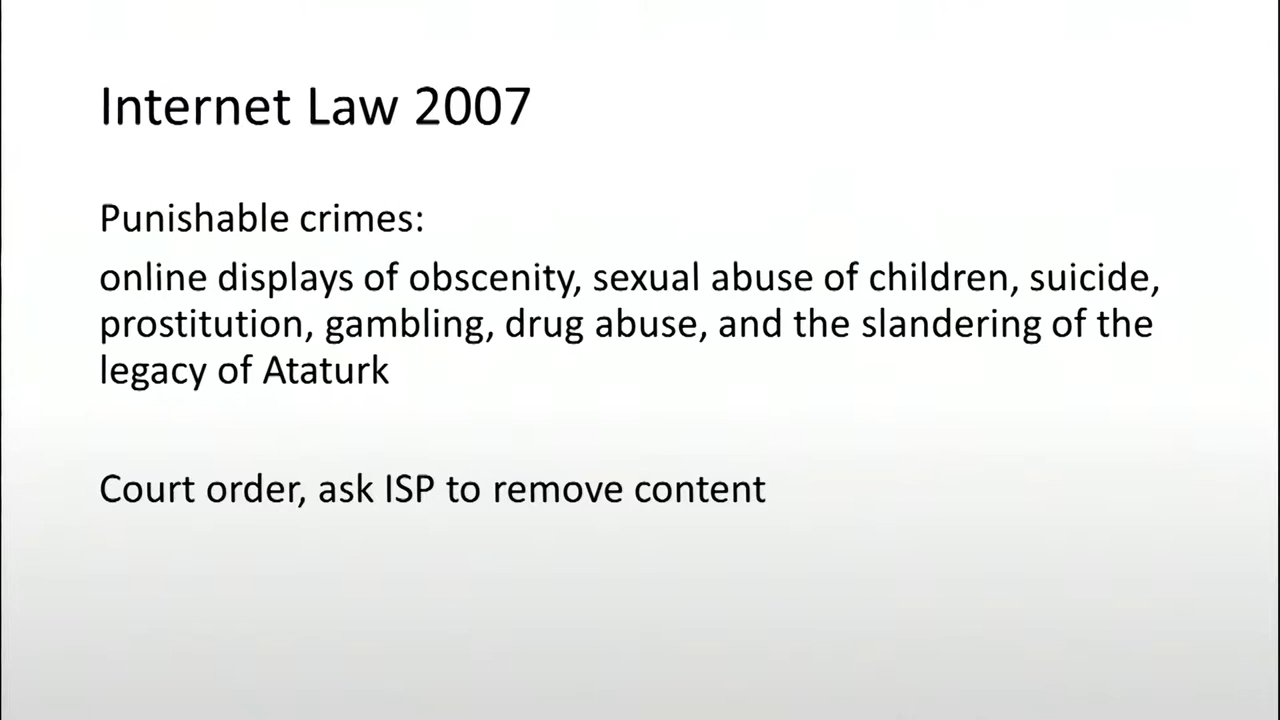 Internet Law 2007
Punishable crimes:
online displays of obscenity, sexual abuse of children, suicide,
prostitution, gambling, drug abuse, and the slandering of the
legacy of Ataturk
Court order, ask ISP to remove content